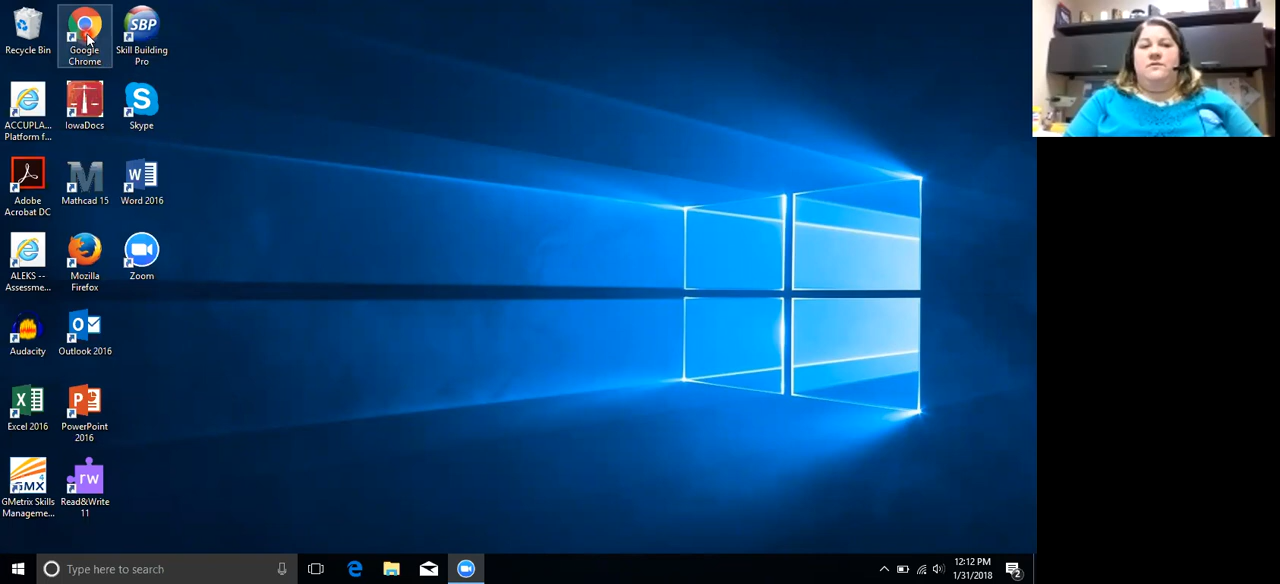 Recycle Bin
Google
Chrome
SBP
Skill Building
Pro
ACCUPLA...
Platform f...
IowaDocs
Skype
Adobe
Acrobat DC
Mathcad 15
Word 2016
ALEKS --
Assessme...
Mozilla
Firefox
Zoom
Audacity
Outlook 2016
Excel 2016
PowerPoint
2016
GMX 4
GMetrix Skills
Manageme...
rw
Read&Write
11
Type here to search
12:12 PM
1/31/2018
2